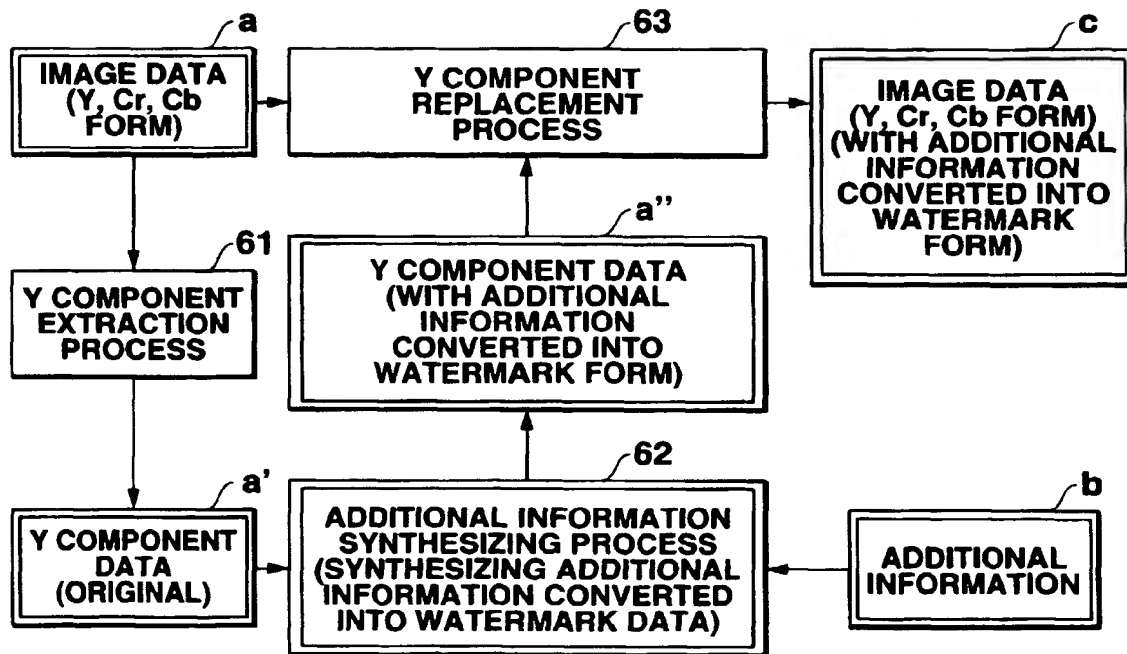 a
IMAGE DATA
(Y, Cr, Cb
FORM)
63
Y COMPONENT
REPLACEMENT
PROCESS
c
IMAGE DATA
(Y, Cr, Cb FORM)
(WITH ADDITIONAL
INFORMATION
CONVERTED INTO
WATERMARK
FORM)
61
Y COMPONENT
EXTRACTION
PROCESS
a''
Y COMPONENT DATA
(WITH ADDITIONAL
INFORMATION
CONVERTED INTO
WATERMARK FORM)
a'
Y COMPONENT
DATA
(ORIGINAL)
62
ADDITIONAL INFORMATION
SYNTHESIZING PROCESS
(SYNTHESIZING ADDITIONAL
INFORMATION CONVERTED
INTO WATERMARK DATA)
b
ADDITIONAL
INFORMATION